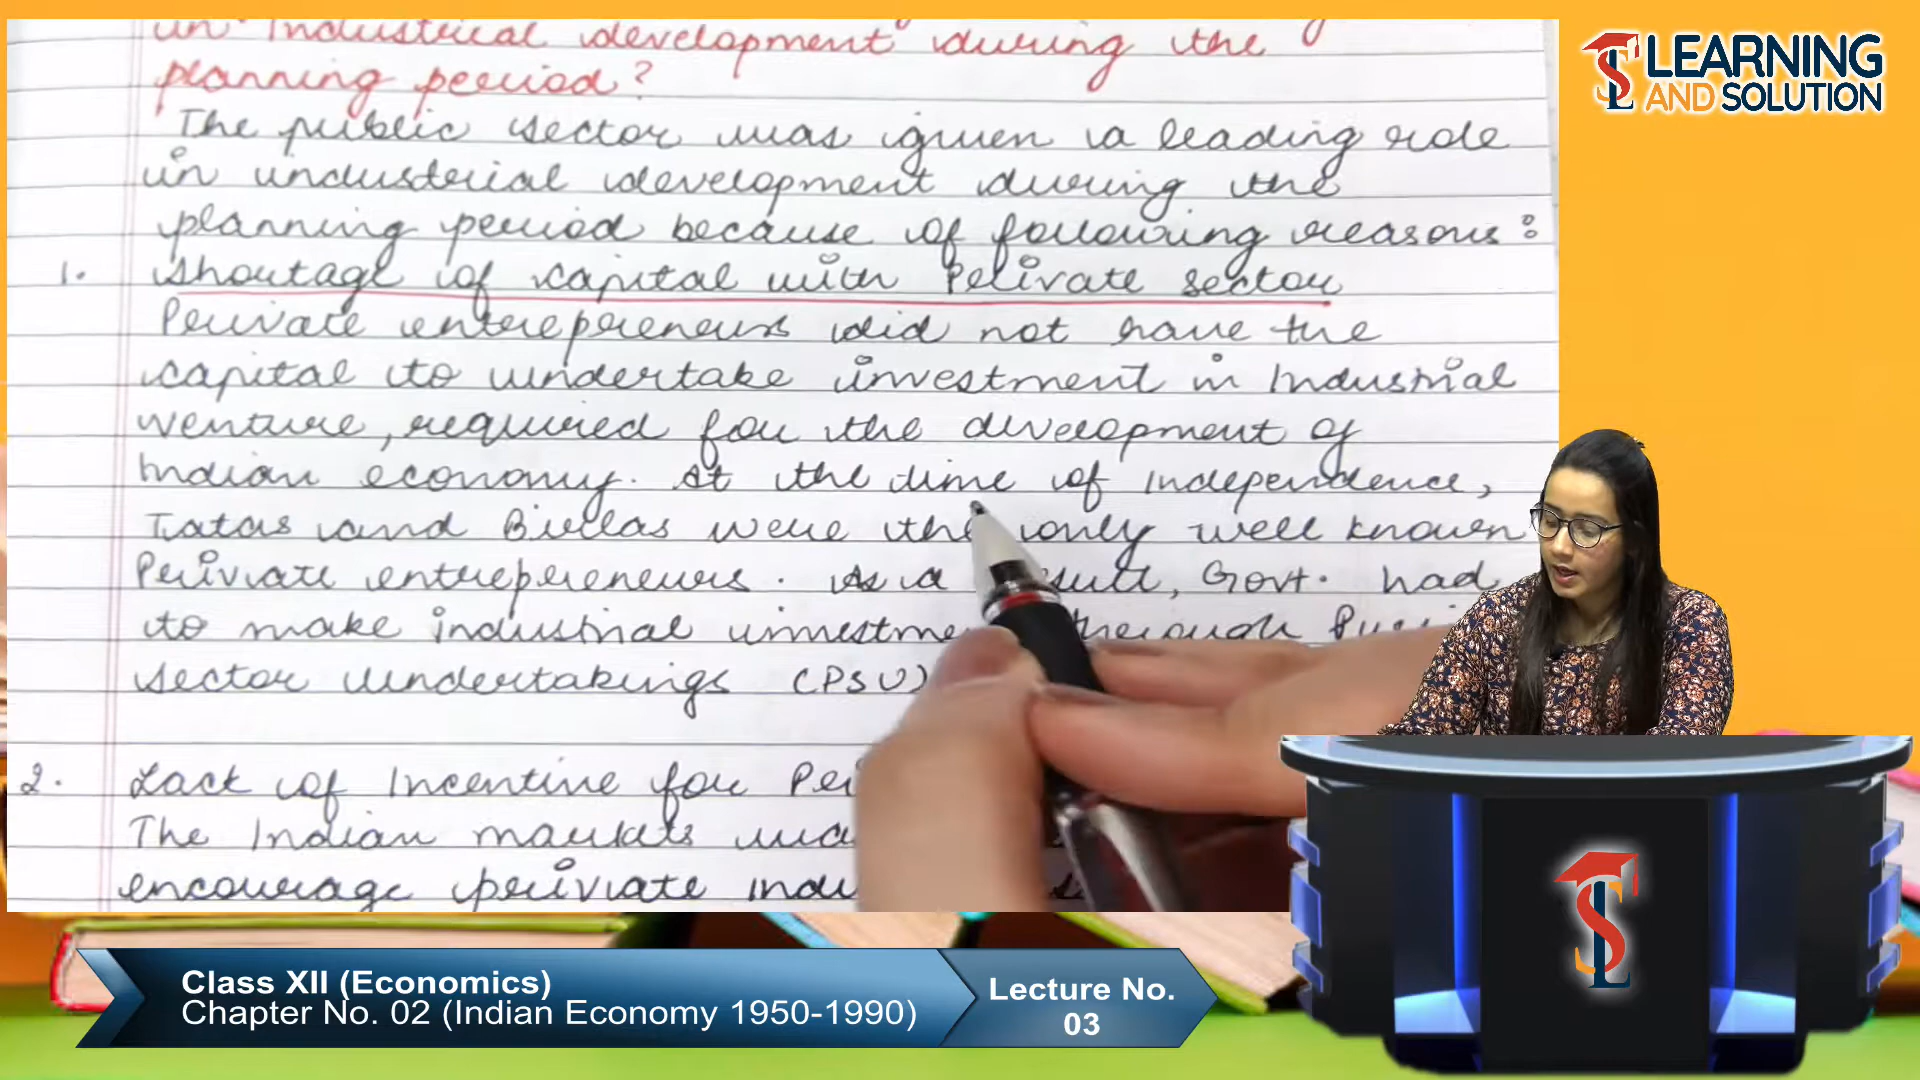 in Industrial development during the
planning period?
The public sector was given a leading role
in industrial development during the
planning period because of following reasons:
1. Shortage of capital with Private sector
Private entrepreneurs did not have the
capital to undertake investment in Industrial
venture, required for the development of
Indian economy. At the time of independence,
Tatas and Birlas were the only well known
Private entrepreneurs. As a result, Govt. had
to make industrial investment through
sector undertakings (PSU)
2. Lack of Incentive for
The Indian markets
encourage private
LEARNING
AND SOLUTION
Class XII (Economics)
Chapter No. 02 (Indian Economy 1950-1990)
Lecture No.
03